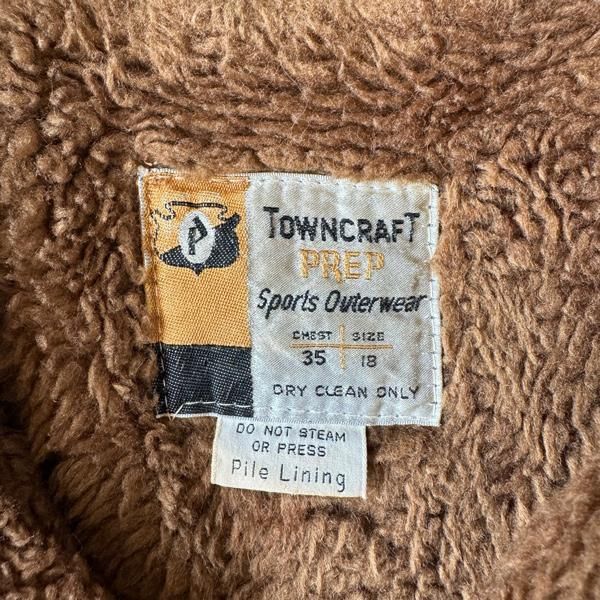 P
TOWNCRAFT
PREP
Sports Outerwear
CHEST SIZE
35 18
DRY CLEAN ONLY
DO NOT STEAM
OR PRESS
Pile Lining